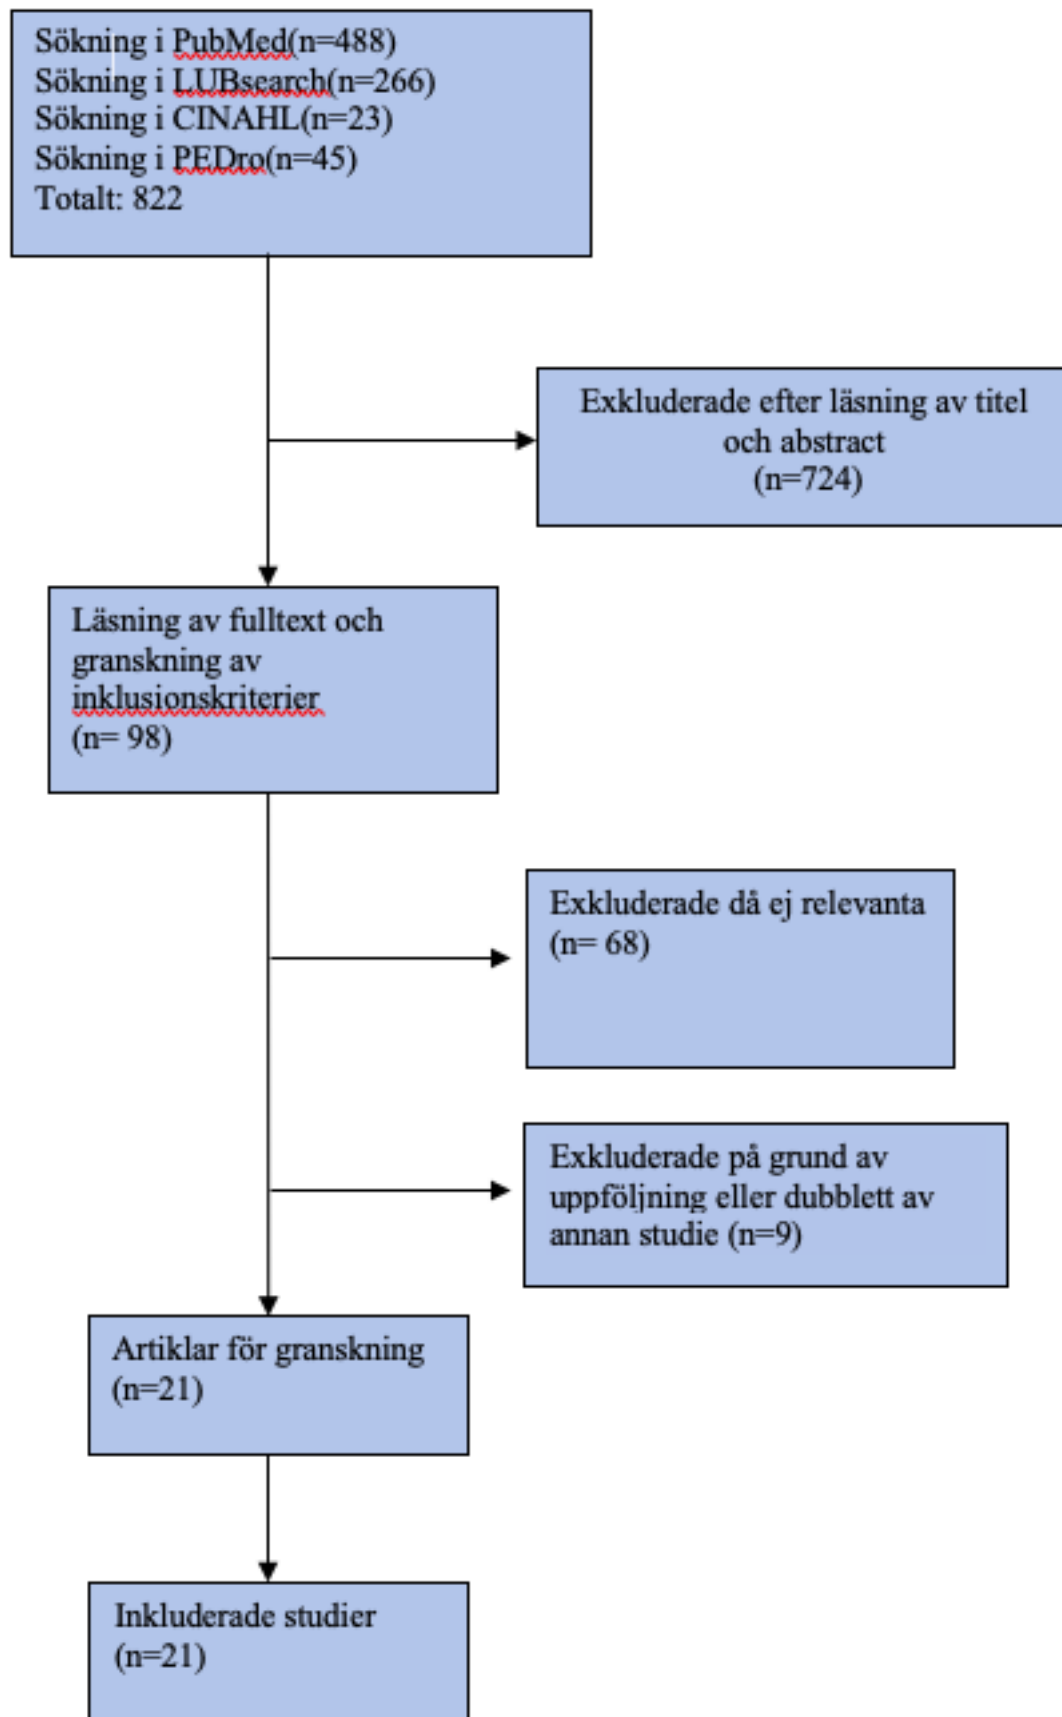 Sökning i PubMed(n=488)
Sökning i LUBsearch(n=266)
Sökning i CINAHL(n=23)
Sökning i PEDro(n=45)
Totalt: 822
Exkluderade efter läsning av titel
och abstract
(n=724)
Läsning av fulltext och
granskning av
inklusionskriterier
(n= 98)
Exkluderade då ej relevanta
(n= 68)
Exkluderade på grund av
uppföljning eller dubblett av
annan studie (n=9)
Artiklar för granskning
(n=21)
Inkluderade studier
(n=21)